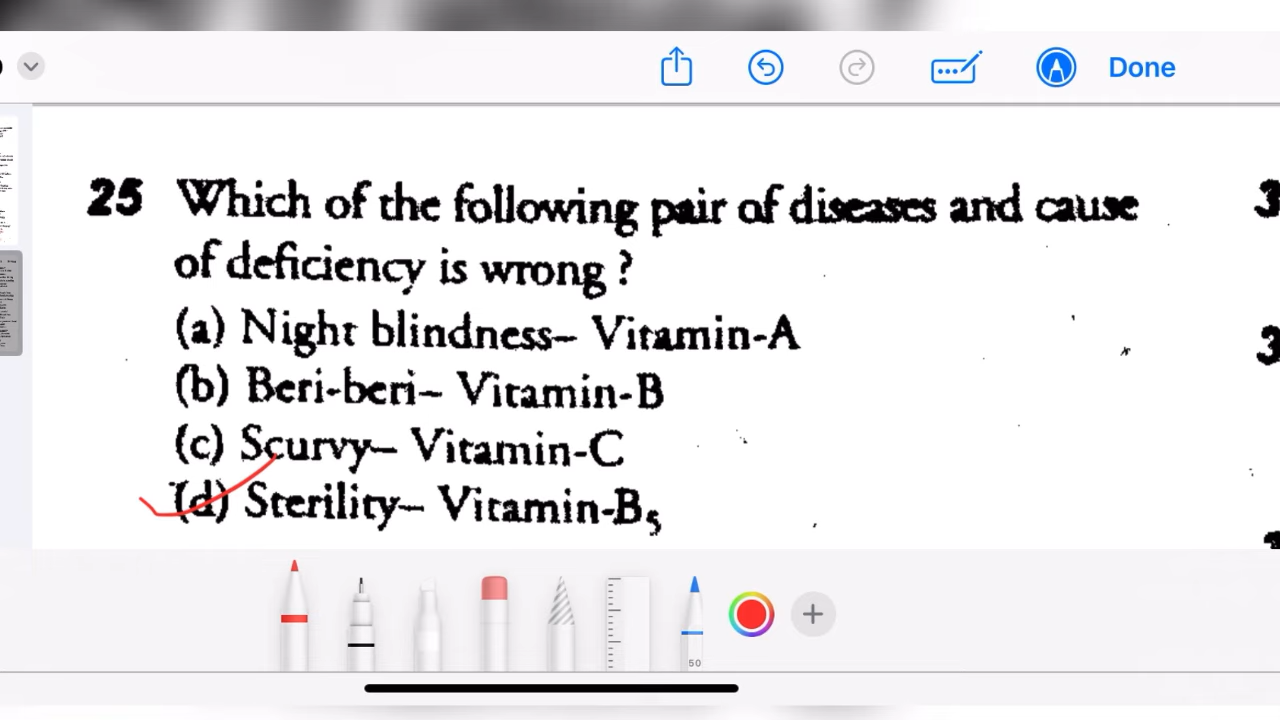 Done
25 Which of the following pair of diseases and cause
of deficiency is wrong ?
(a) Night blindness– Vitamin-A
(b) Beri-beri– Vitamin-B
(c) Scurvy– Vitamin-C
(d) Sterility– Vitamin-B₅
50